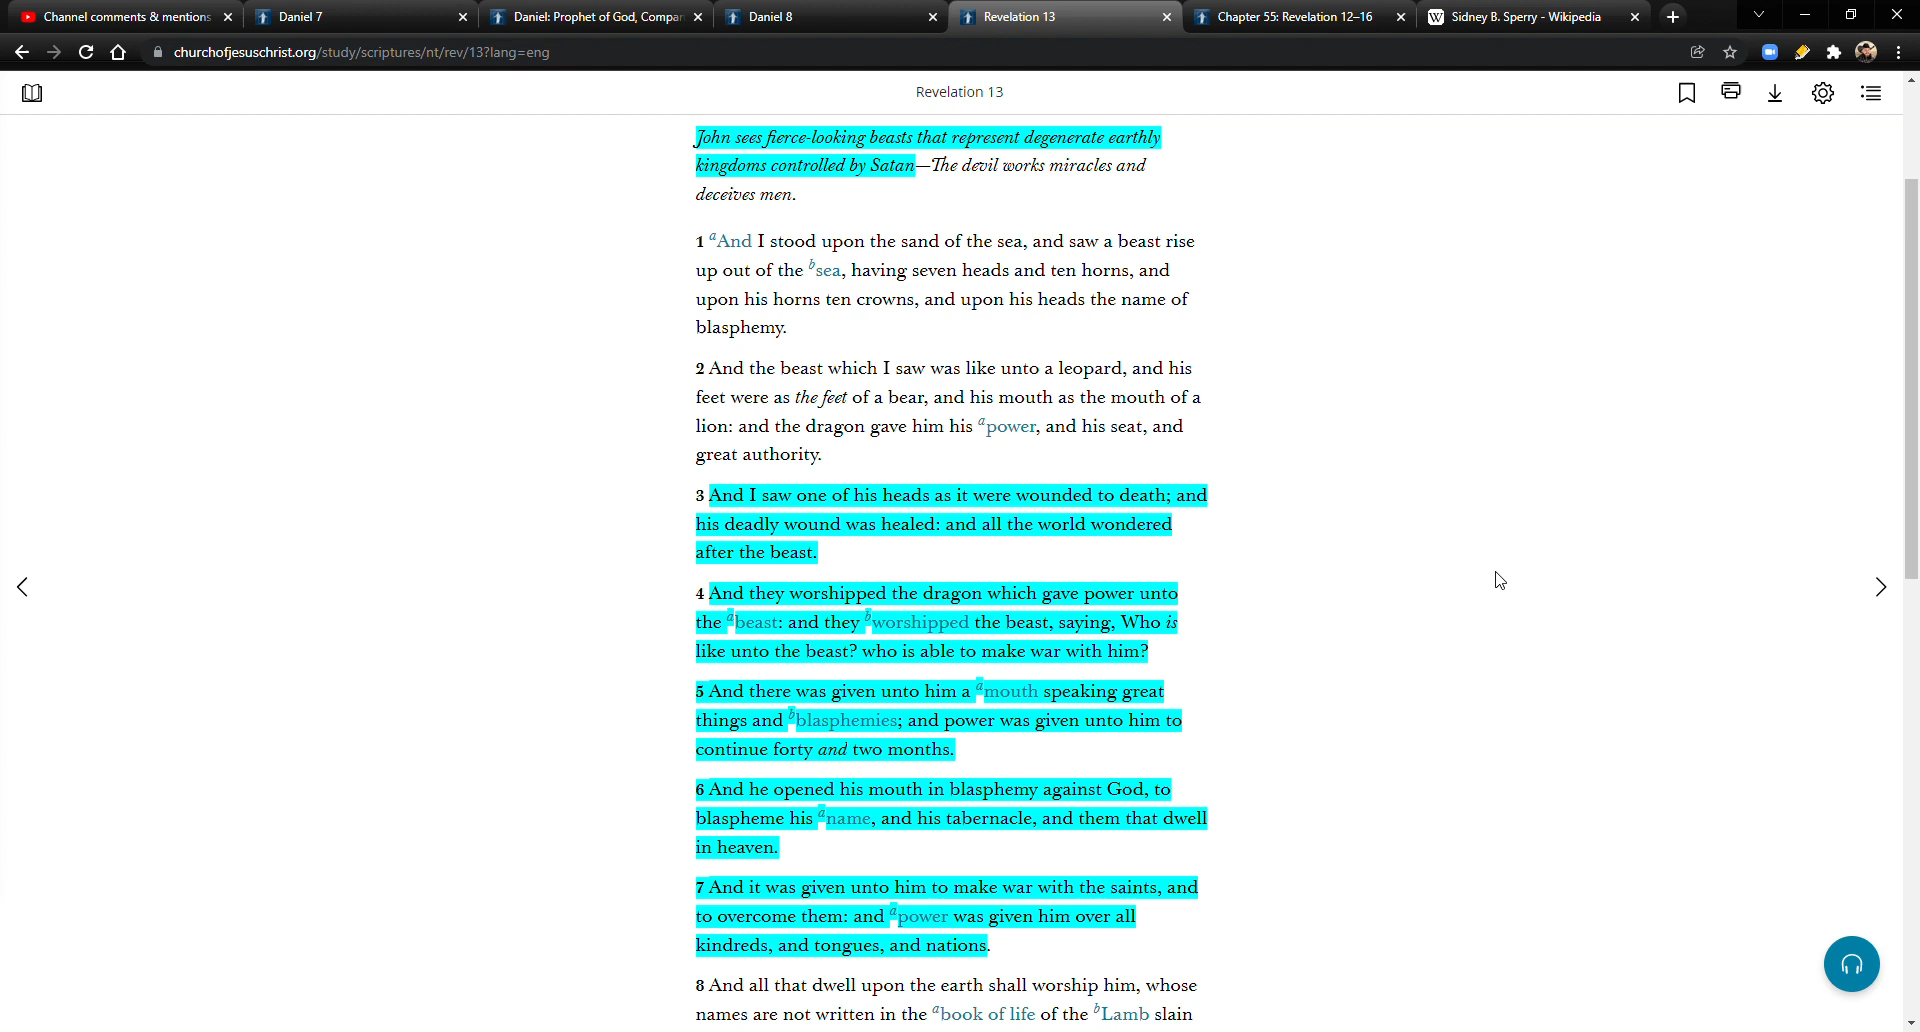 Channel comments & mentions
Daniel 7
Daniel: Prophet of God, Compan
Daniel 8
Revelation 13
Chapter 55: Revelation 12–16
Sidney B. Sperry - Wikipedia
churchofjesuschrist.org/study/scriptures/nt/rev/13?lang=eng
Revelation 13
John sees fierce-looking beasts that represent degenerate earthly
kingdoms controlled by Satan—The devil works miracles and
deceives men.
1 aAnd I stood upon the sand of the sea, and saw a beast rise
up out of the bsea, having seven heads and ten horns, and
upon his horns ten crowns, and upon his heads the name of
blasphemy.
2 And the beast which I saw was like unto a leopard, and his
feet were as the feet of a bear, and his mouth as the mouth of a
lion: and the dragon gave him his apower, and his seat, and
great authority.
3 And I saw one of his heads as it were wounded to death; and
his deadly wound was healed: and all the world wondered
after the beast.
4 And they worshipped the dragon which gave power unto
the abeast: and they bworshipped the beast, saying, Who is
like unto the beast? who is able to make war with him?
5 And there was given unto him a amouth speaking great
things and bblasphemies; and power was given unto him to
continue forty and two months.
6 And he opened his mouth in blasphemy against God, to
blaspheme his aname, and his tabernacle, and them that dwell
in heaven.
7 And it was given unto him to make war with the saints, and
to overcome them: and apower was given him over all
kindreds, and tongues, and nations.
8 And all that dwell upon the earth shall worship him, whose
names are not written in the abook of life of the bLamb slain